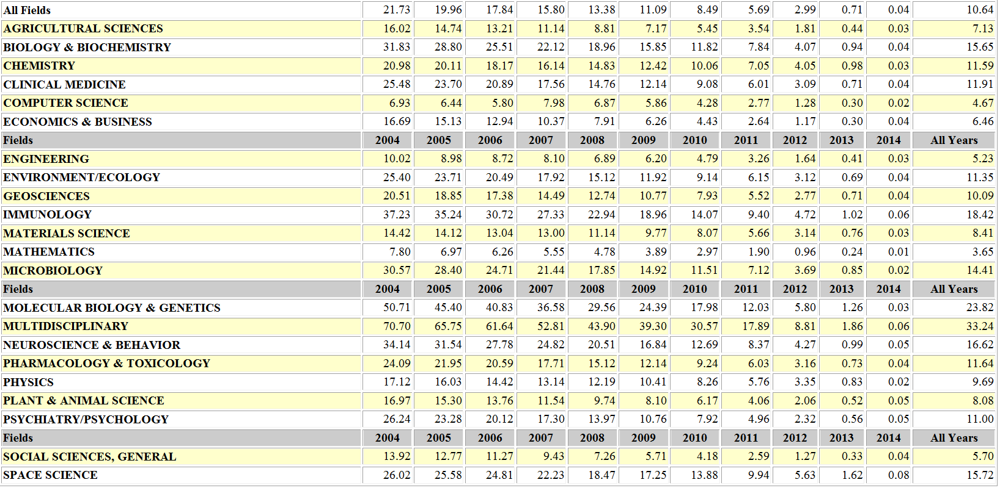 All Fields 21.73 19.96 17.84 15.80 13.38 11.09 8.49 5.69 2.99 0.71 0.04 10.64
AGRICULTURAL SCIENCES 16.02 14.74 13.21 11.14 8.81 7.17 5.45 3.54 1.81 0.44 0.03 7.13
BIOLOGY & BIOCHEMISTRY 31.83 28.80 25.51 22.12 18.96 15.85 11.82 7.84 4.07 0.94 0.04 15.65
CHEMISTRY 20.98 20.11 18.17 16.14 14.83 12.42 10.06 7.05 4.05 0.98 0.03 11.59
CLINICAL MEDICINE 25.48 23.70 20.89 17.56 14.76 12.14 9.08 6.01 3.09 0.71 0.04 11.91
COMPUTER SCIENCE 6.93 6.44 5.80 7.98 6.87 5.86 4.28 2.77 1.28 0.30 0.02 4.67
ECONOMICS & BUSINESS 16.69 15.13 12.94 10.37 7.91 6.26 4.43 2.64 1.17 0.30 0.04 6.46
Fields 2004 2005 2006 2007 2008 2009 2010 2011 2012 2013 2014 All Years
ENGINEERING 10.02 8.98 8.72 8.10 6.89 6.20 4.79 3.26 1.64 0.41 0.03 5.23
ENVIRONMENT/ECOLOGY 25.40 23.71 20.49 17.92 15.12 11.92 9.14 6.15 3.12 0.69 0.04 11.35
GEOSCIENCES 20.51 18.85 17.38 14.49 12.74 10.77 7.93 5.52 2.77 0.71 0.04 10.09
IMMUNOLOGY 37.23 35.24 30.72 27.33 22.94 18.96 14.07 9.40 4.72 1.02 0.06 18.42
MATERIALS SCIENCE 14.42 14.12 13.04 13.00 11.14 9.77 8.07 5.66 3.14 0.76 0.03 8.41
MATHEMATICS 7.80 6.97 6.26 5.55 4.78 3.89 2.97 1.90 0.96 0.24 0.01 3.65
MICROBIOLOGY 30.57 28.40 24.71 21.44 17.85 14.92 11.51 7.12 3.69 0.85 0.02 14.41
Fields 2004 2005 2006 2007 2008 2009 2010 2011 2012 2013 2014 All Years
MOLECULAR BIOLOGY & GENETICS 50.71 45.40 40.83 36.58 29.56 24.39 17.98 12.03 5.80 1.26 0.03 23.82
MULTIDISCIPLINARY 70.70 65.75 61.64 52.81 43.90 39.30 30.57 17.89 8.81 1.86 0.06 33.24
NEUROSCIENCE & BEHAVIOR 34.14 31.54 27.78 24.82 20.51 16.84 12.69 8.37 4.27 0.99 0.05 16.62
PHARMACOLOGY & TOXICOLOGY 24.09 21.95 20.59 17.71 15.12 12.14 9.24 6.03 3.16 0.73 0.04 11.64
PHYSICS 17.12 16.03 14.42 13.14 12.19 10.41 8.26 5.76 3.35 0.83 0.02 9.69
PLANT & ANIMAL SCIENCE 16.97 15.30 13.76 11.54 9.74 8.10 6.17 4.06 2.06 0.52 0.05 8.08
PSYCHIATRY/PSYCHOLOGY 26.24 23.28 20.12 17.30 13.97 10.76 7.92 4.96 2.32 0.56 0.05 11.00
Fields 2004 2005 2006 2007 2008 2009 2010 2011 2012 2013 2014 All Years
SOCIAL SCIENCES, GENERAL 13.92 12.77 11.27 9.43 7.26 5.71 4.18 2.59 1.27 0.33 0.04 5.70
SPACE SCIENCE 26.02 25.58 24.81 22.23 18.47 17.25 13.88 9.94 5.63 1.62 0.08 15.72